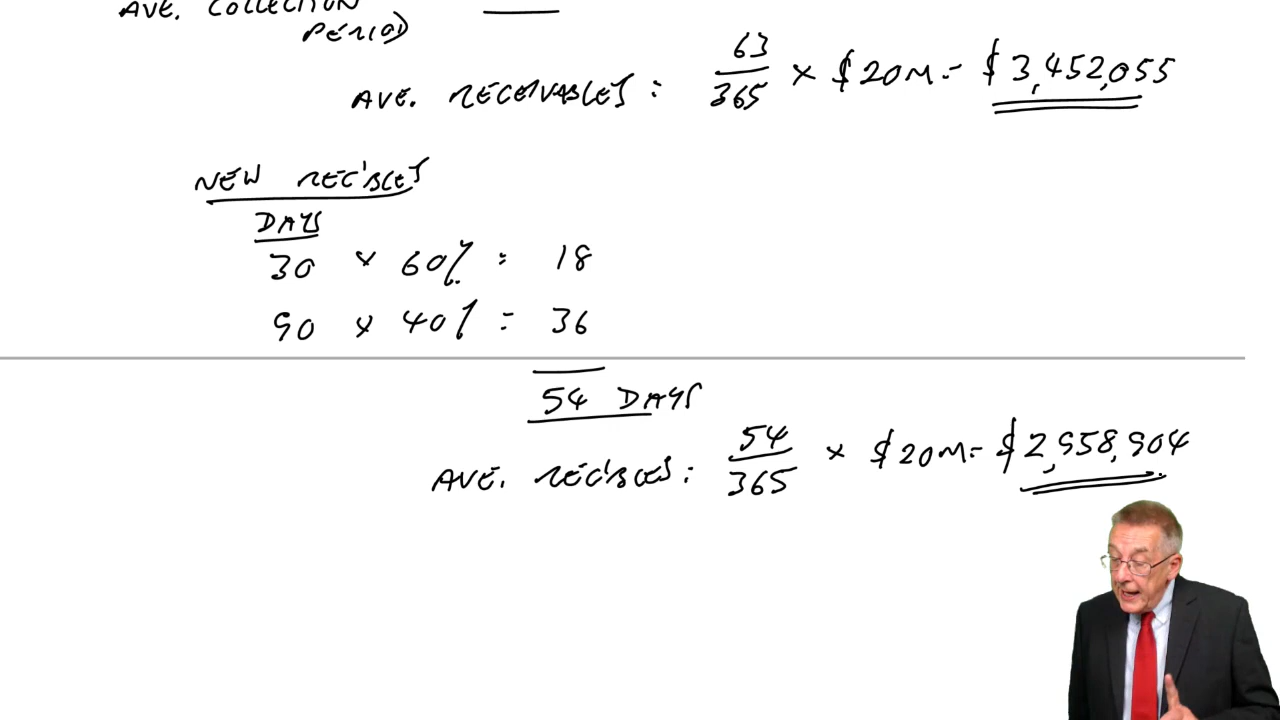 AVE. COLLECTION
PERIOD
AVE. RECEIVABLES: 63/365 × $20M = $3,452,055
NEW REC'BLES
DAYS
30 × 60% = 18
90 × 40% = 36
54 DAYS
AVE. REC'BLES: 54/365 × $20M = $2,958,904